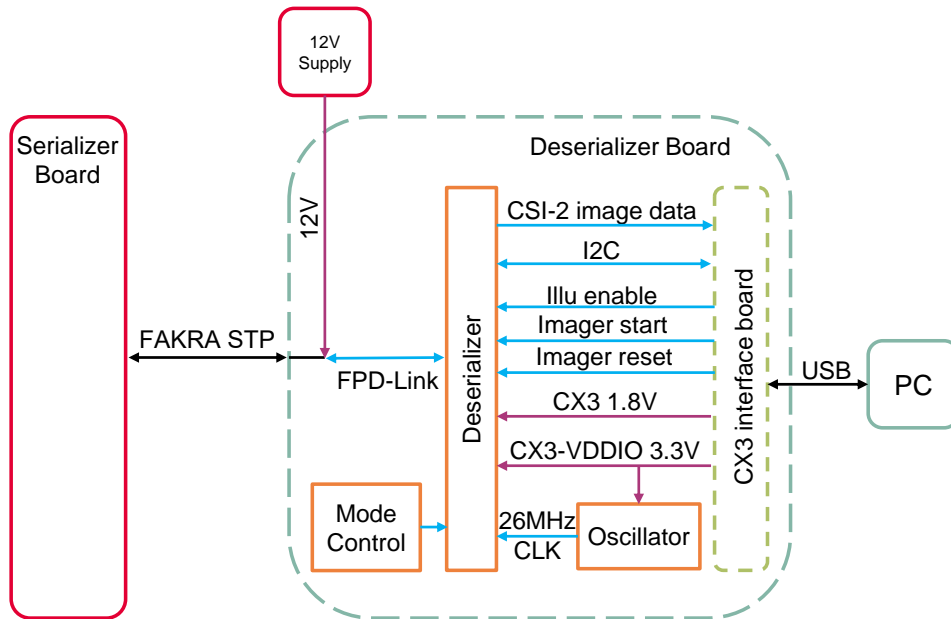 12V
Supply
Serializer
Board
Deserializer Board
12V
CSI-2 image data
I2C
Illu enable
Imager start
Imager reset
FAKRA STP
FPD-Link
Deserializer
CX3 interface board
USB
PC
CX3 1.8V
CX3-VDDIO 3.3V
Mode
Control
26MHz
CLK
Oscillator